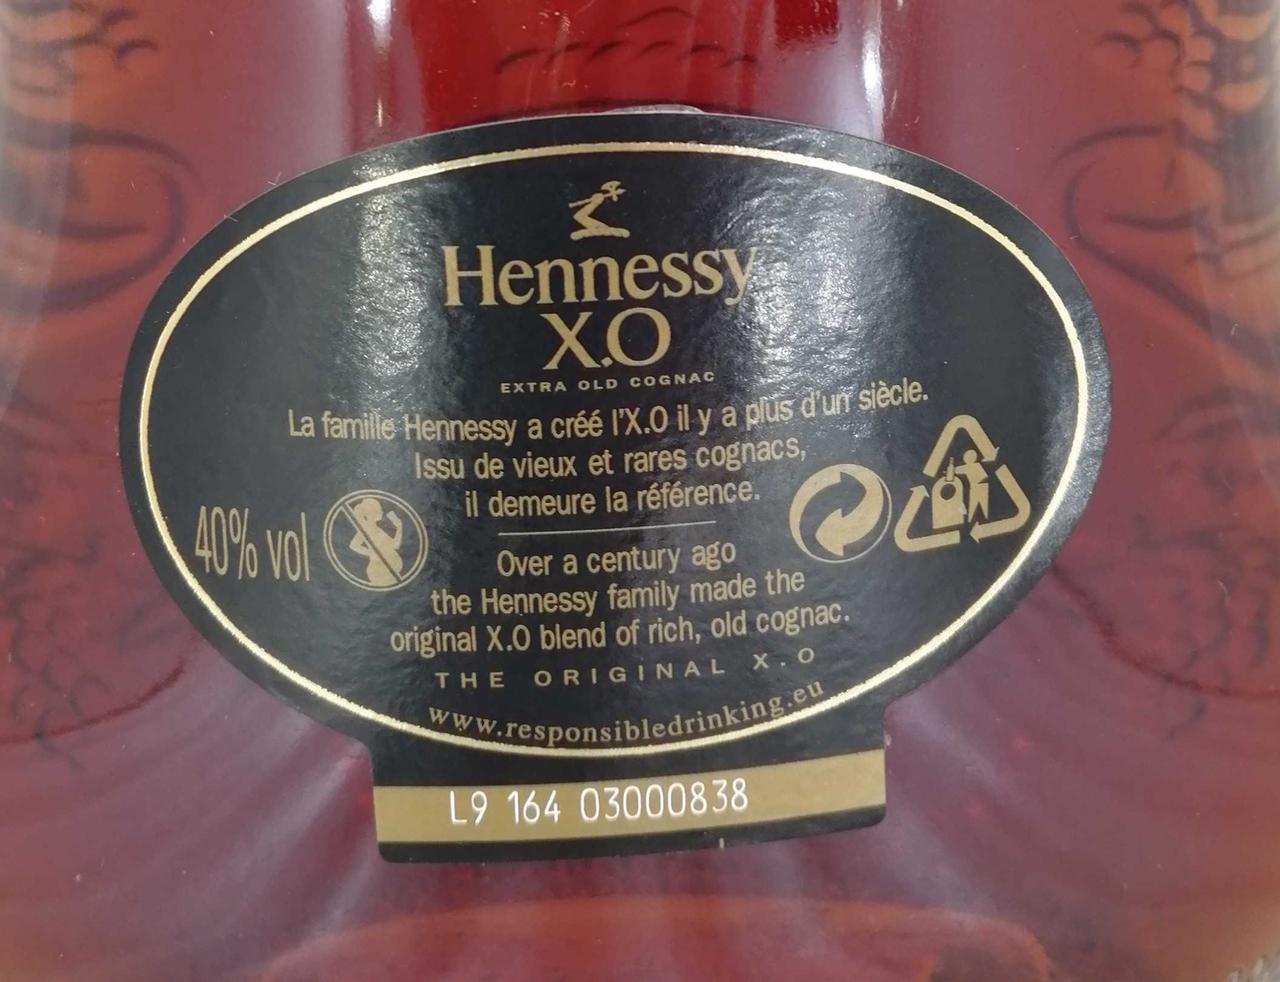 Hennessy
X.O
EXTRA OLD COGNAC
La famille Hennessy a créé l'X.O il y a plus d'un siècle.
Issu de vieux et rares cognacs,
il demeure la référence.
40% vol
Over a century ago
the Hennessy family made the
original X.O blend of rich, old cognac.
THE ORIGINAL X.O
www.responsibledrinking.eu
L9 164 03000838